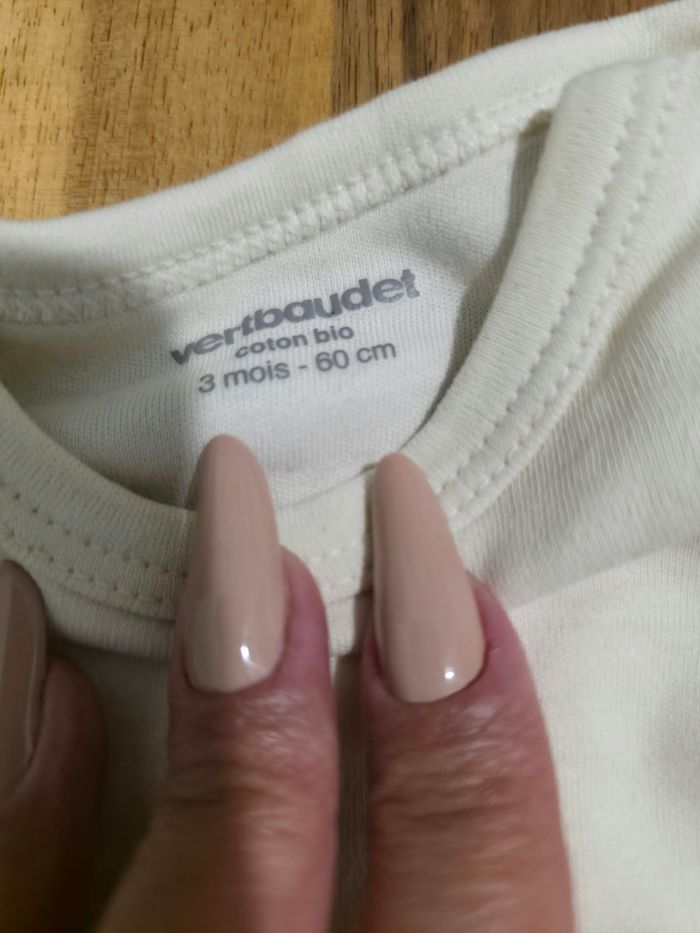 vertbaudet
coton bio
3 mois - 60 cm